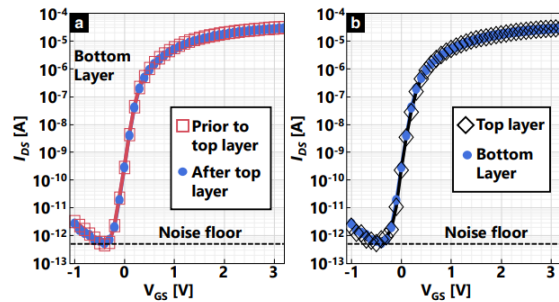 a
b
10⁻⁴
10⁻⁵
10⁻⁶
10⁻⁷
10⁻⁸
10⁻⁹
10⁻¹⁰
10⁻¹¹
10⁻¹²
10⁻¹³
I_DS [A]
Bottom
Layer
Prior to
top layer
After top
layer
Noise floor
-1 0 1 2 3
V_GS [V]
10⁻⁴
10⁻⁵
10⁻⁶
10⁻⁷
10⁻⁸
10⁻⁹
10⁻¹⁰
10⁻¹¹
10⁻¹²
10⁻¹³
I_DS [A]
Top layer
Bottom
Layer
Noise floor
-1 0 1 2 3
V_GS [V]